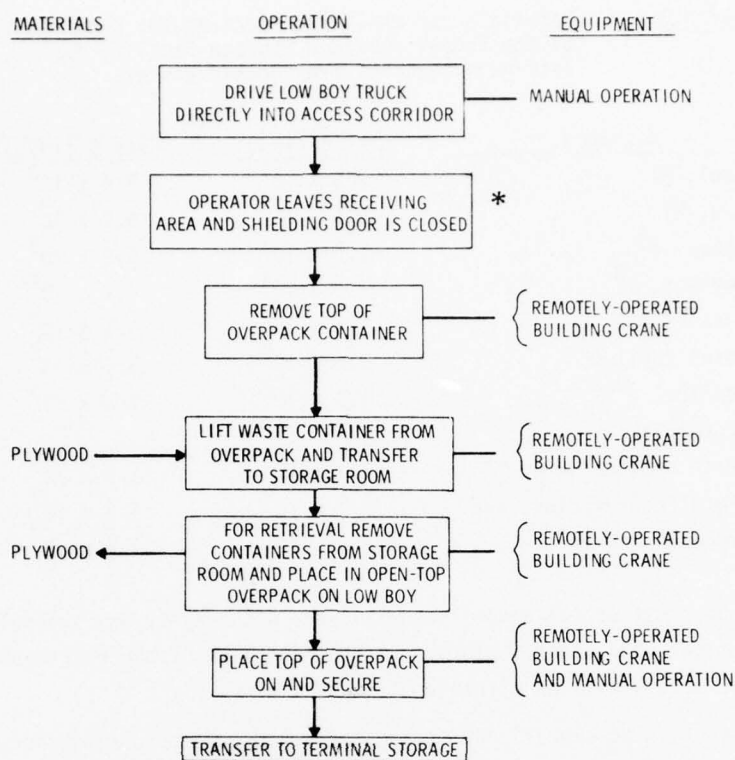 MATERIALS OPERATION EQUIPMENT
DRIVE LOW BOY TRUCK
DIRECTLY INTO ACCESS CORRIDOR
MANUAL OPERATION
OPERATOR LEAVES RECEIVING
AREA AND SHIELDING DOOR IS CLOSED
*
REMOVE TOP OF
OVERPACK CONTAINER
REMOTELY-OPERATED
BUILDING CRANE
PLYWOOD
LIFT WASTE CONTAINER FROM
OVERPACK AND TRANSFER
TO STORAGE ROOM
REMOTELY-OPERATED
BUILDING CRANE
PLYWOOD
FOR RETRIEVAL REMOVE
CONTAINERS FROM STORAGE
ROOM AND PLACE IN OPEN-TOP
OVERPACK ON LOW BOY
REMOTELY-OPERATED
BUILDING CRANE
PLACE TOP OF OVERPACK
ON AND SECURE
REMOTELY-OPERATED
BUILDING CRANE
AND MANUAL OPERATION
TRANSFER TO TERMINAL STORAGE